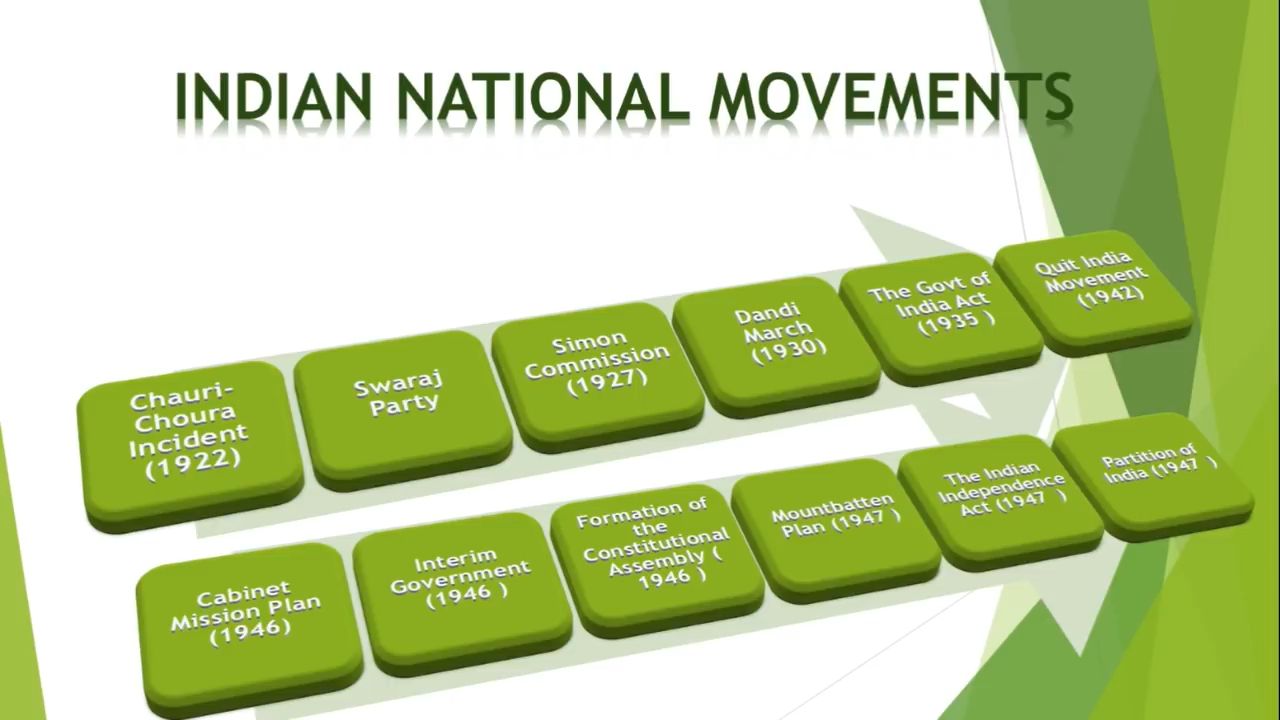 INDIAN NATIONAL MOVEMENTS
Chauri-
Choura
Incident
(1922)
Swaraj
Party
Simon
Commission
(1927)
Dandi
March
(1930)
The Govt of
India Act
(1935 )
Quit India
Movement
(1942)
Cabinet
Mission Plan
(1946)
Interim
Government
(1946 )
Formation of
the
Constitutional
Assembly (
1946 )
Mountbatten
Plan (1947 )
The Indian
Independence
Act (1947 )
Partition of
India (1947 )